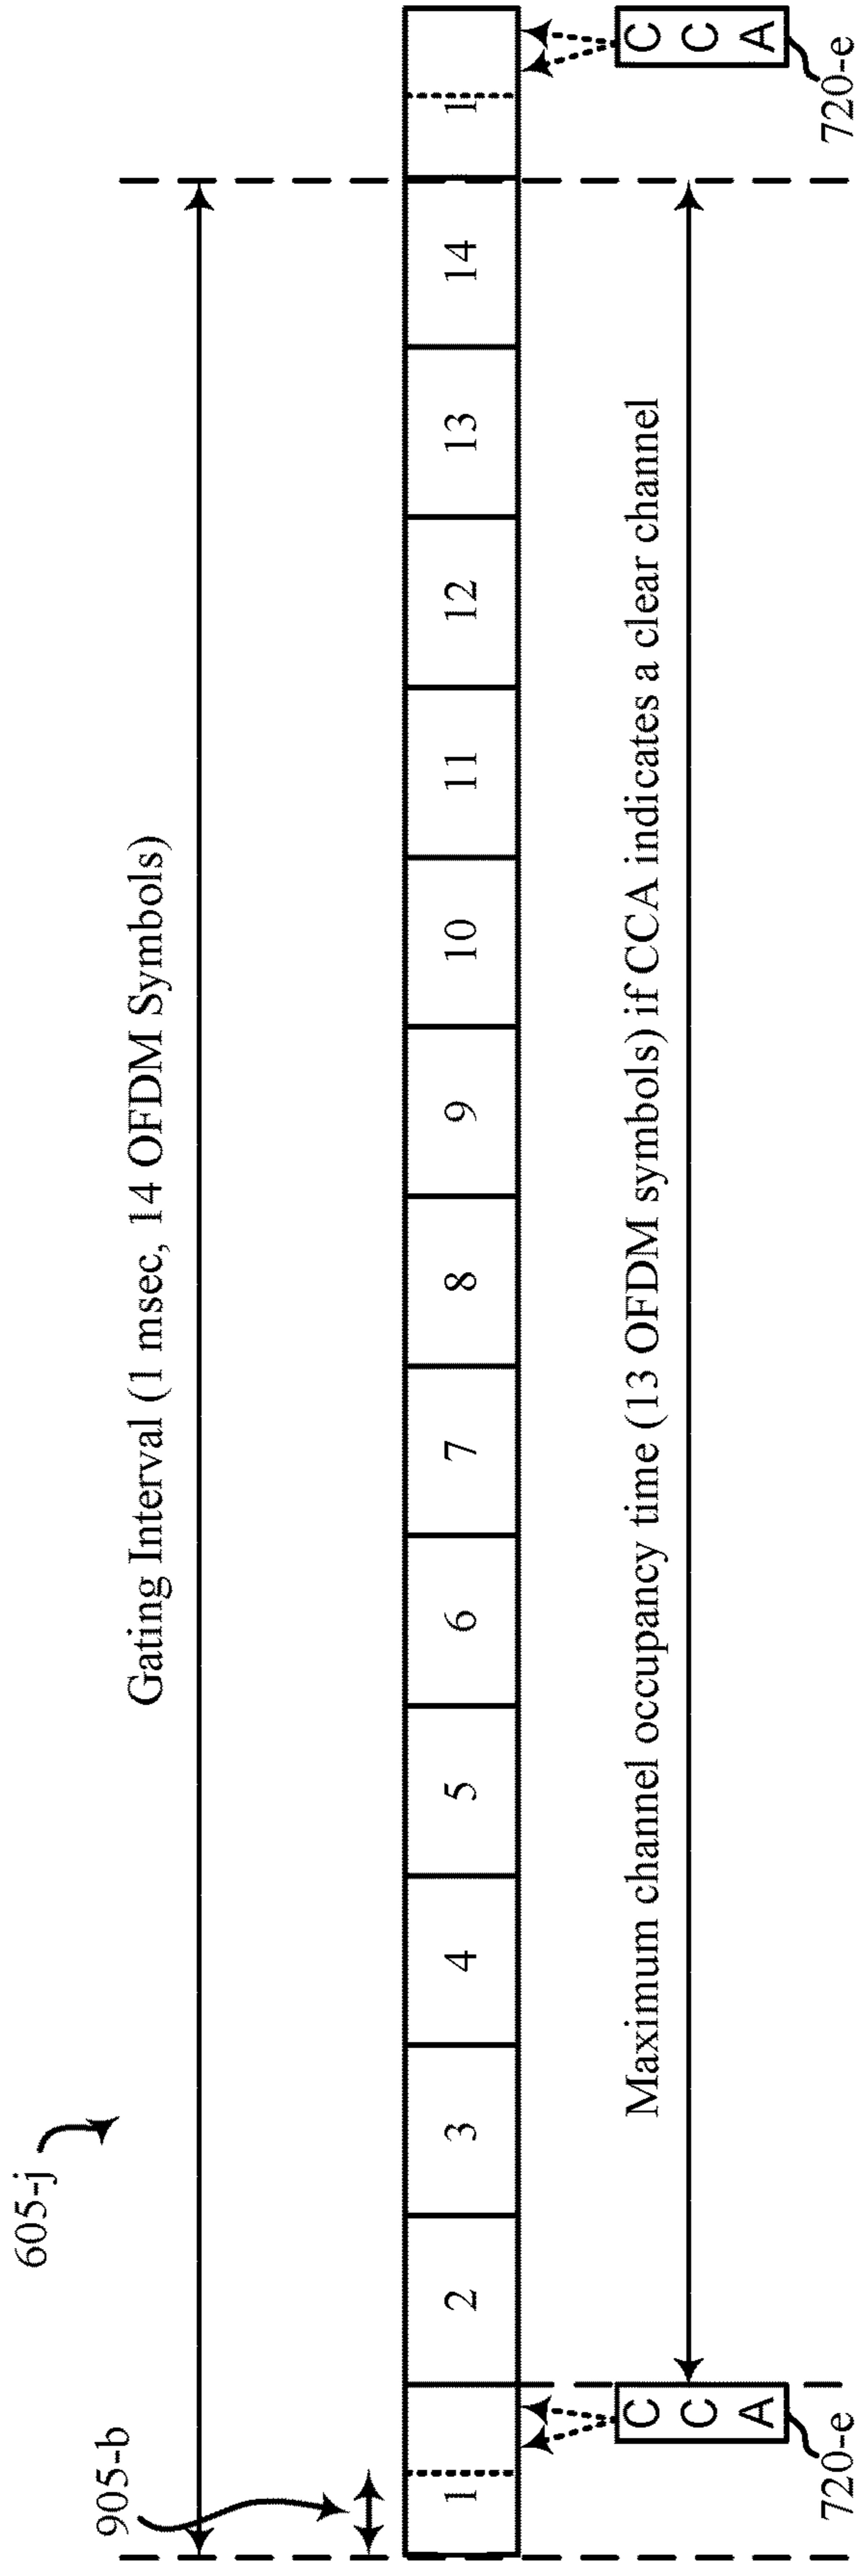 605-j
Gating Interval (1 msec, 14 OFDM Symbols)
905-b
1 2 3 4 5 6 7 8 9 10 11 12 13 14 1
Maximum channel occupancy time (13 OFDM symbols) if CCA indicates a clear channel
CCA
CCA
720-e
720-e